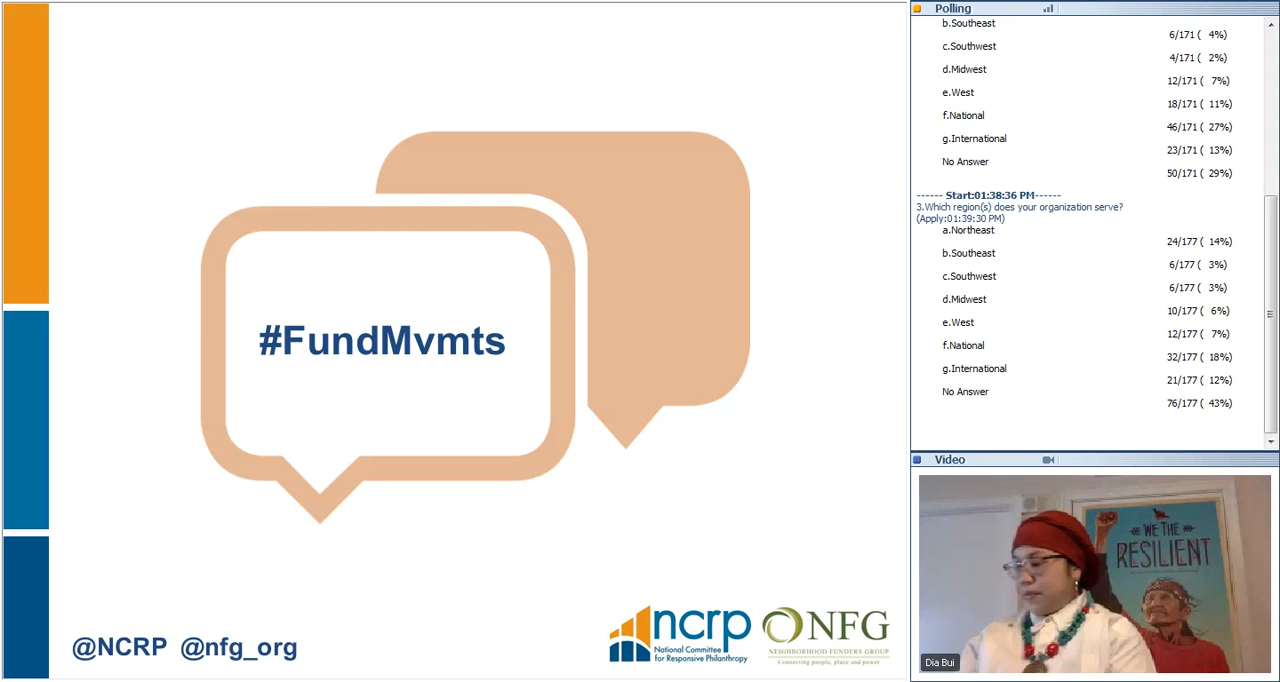 #FundMvmts
@NCRP @nfg_org
ncrp
National Committee
for Responsive Philanthropy
NFG
NEIGHBORHOOD FUNDERS GROUP
Connecting people, place and power
Polling
b.Southeast
6/171 ( 4%)
c.Southwest
4/171 ( 2%)
d.Midwest
12/171 ( 7%)
e.West
18/171 ( 11%)
f.National
46/171 ( 27%)
g.International
23/171 ( 13%)
No Answer
50/171 ( 29%)
------ Start:01:38:36 PM------
3.Which region(s) does your organization serve?
(Apply:01:39:30 PM)
a.Northeast
24/177 ( 14%)
b.Southeast
6/177 ( 3%)
c.Southwest
6/177 ( 3%)
d.Midwest
10/177 ( 6%)
e.West
12/177 ( 7%)
f.National
32/177 ( 18%)
g.International
21/177 ( 12%)
No Answer
76/177 ( 43%)
Video
WE THE
RESILIENT
Dia Bui